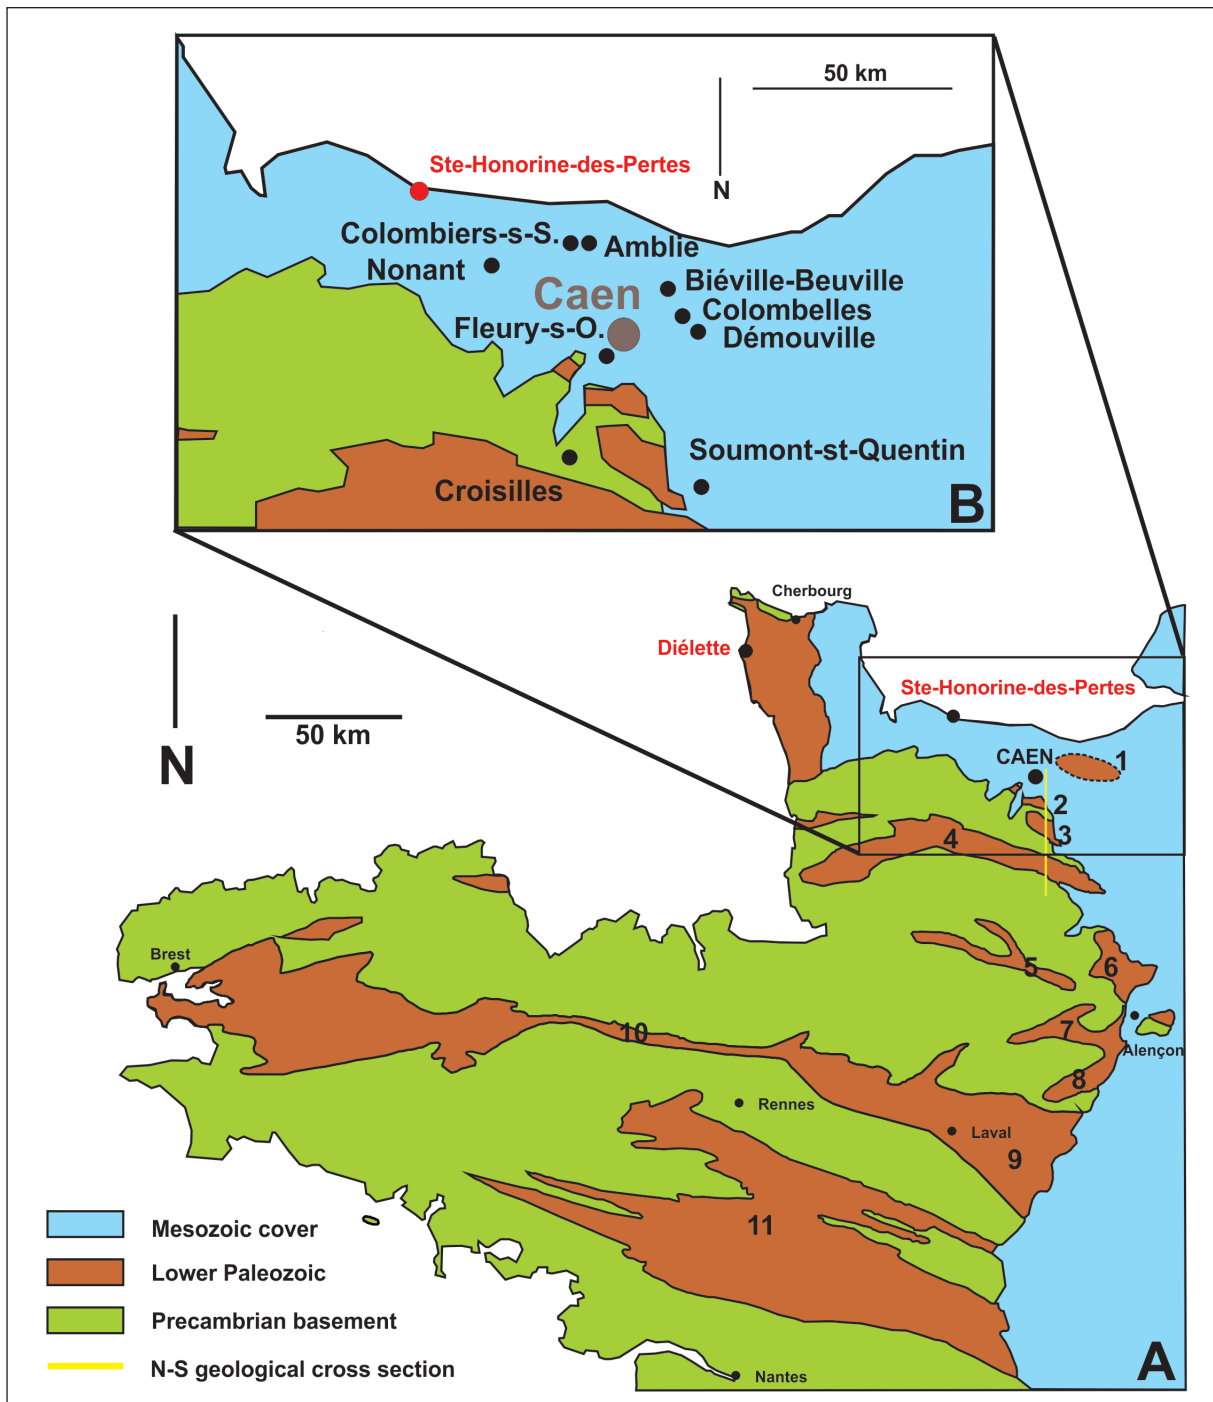 50 km
N
Ste-Honorine-des-Pertes
Colombiers-s-S.
Amblie
Nonant
Biéville-Beuville
Caen
Colombelles
Fleury-s-O.
Démouville
Soumont-st-Quentin
Croisilles
B
Cherbourg
Diélette
Ste-Honorine-des-Pertes
N
50 km
CAEN
1
2
3
4
5
6
Brest
7
10
Alençon
8
Rennes
Laval
9
11
Mesozoic cover
Lower Paleozoic
Precambrian basement
N-S geological cross section
Nantes
A